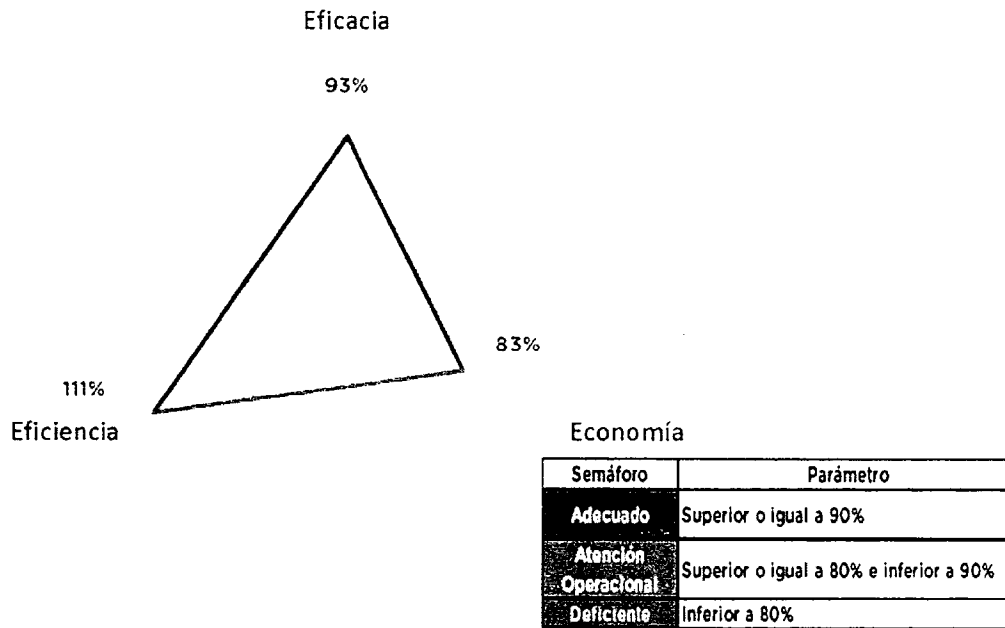 Eficacia
93%
83%
111%
Eficiencia
Economía
Semáforo Parámetro
Adecuado Superior o igual a 90%
Atención
Operacional Superior o igual a 80% e inferior a 90%
Deficiente Inferior a 80%